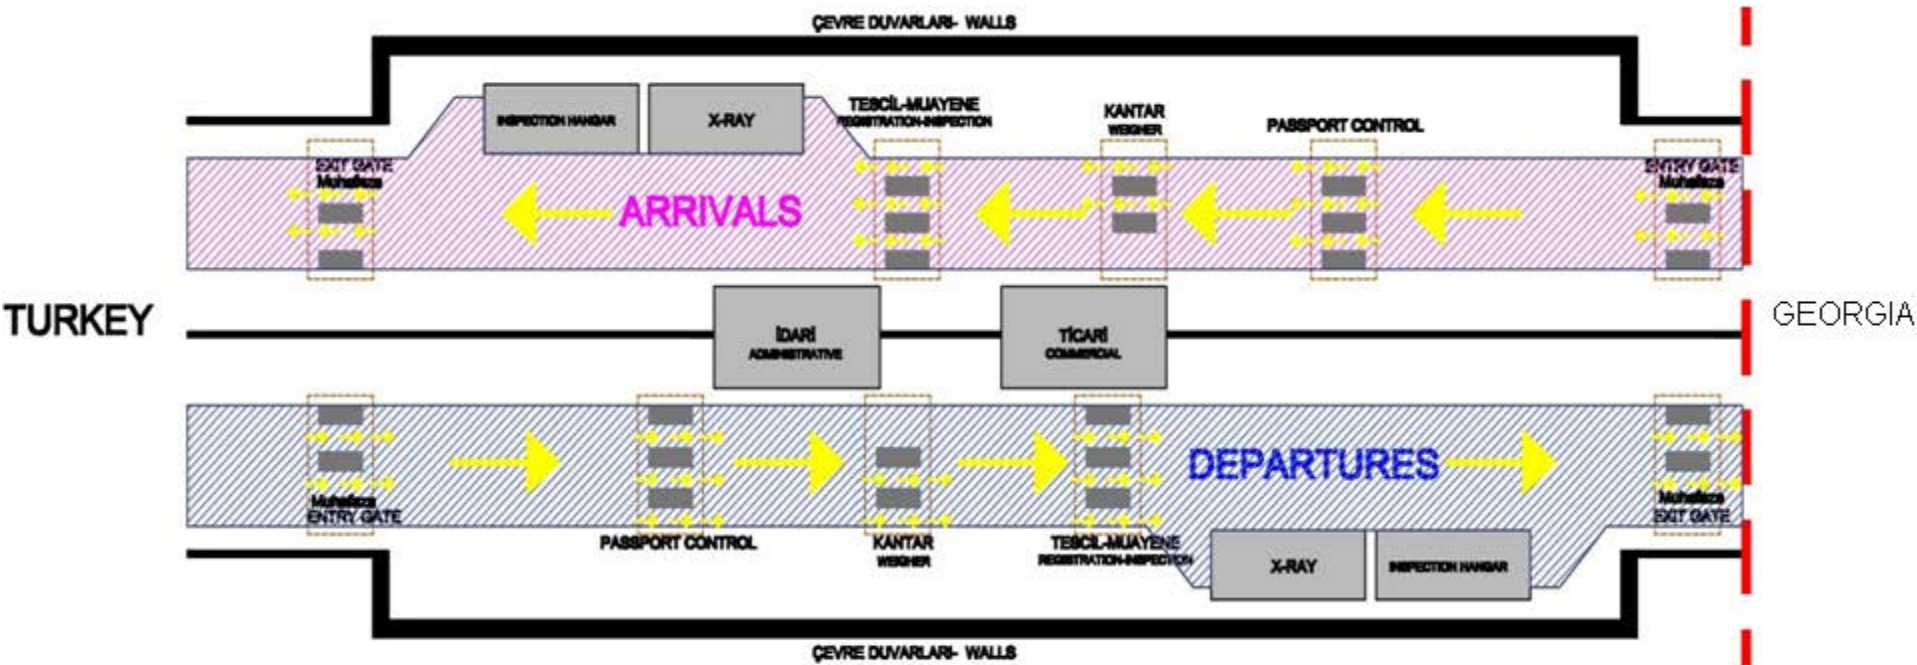 ÇEVRE DUVARLARI- WALLS
INSPECTION HANGAR
X-RAY
TESCİL-MUAYENE
REGISTRATION-INSPECTION
KANTAR
WEIGHER
PASSPORT CONTROL
EXIT GATE
Muhafaza
ENTRY GATE
Muhafaza
ARRIVALS
TURKEY
GEORGIA
İDARİ
ADMINISTRATIVE
TİCARİ
COMMERCIAL
DEPARTURES
Muhafaza
ENTRY GATE
Muhafaza
EXIT GATE
PASSPORT CONTROL
KANTAR
WEIGHER
TESCİL-MUAYENE
REGISTRATION-INSPECTION
X-RAY
INSPECTION HANGAR
ÇEVRE DUVARLARI- WALLS